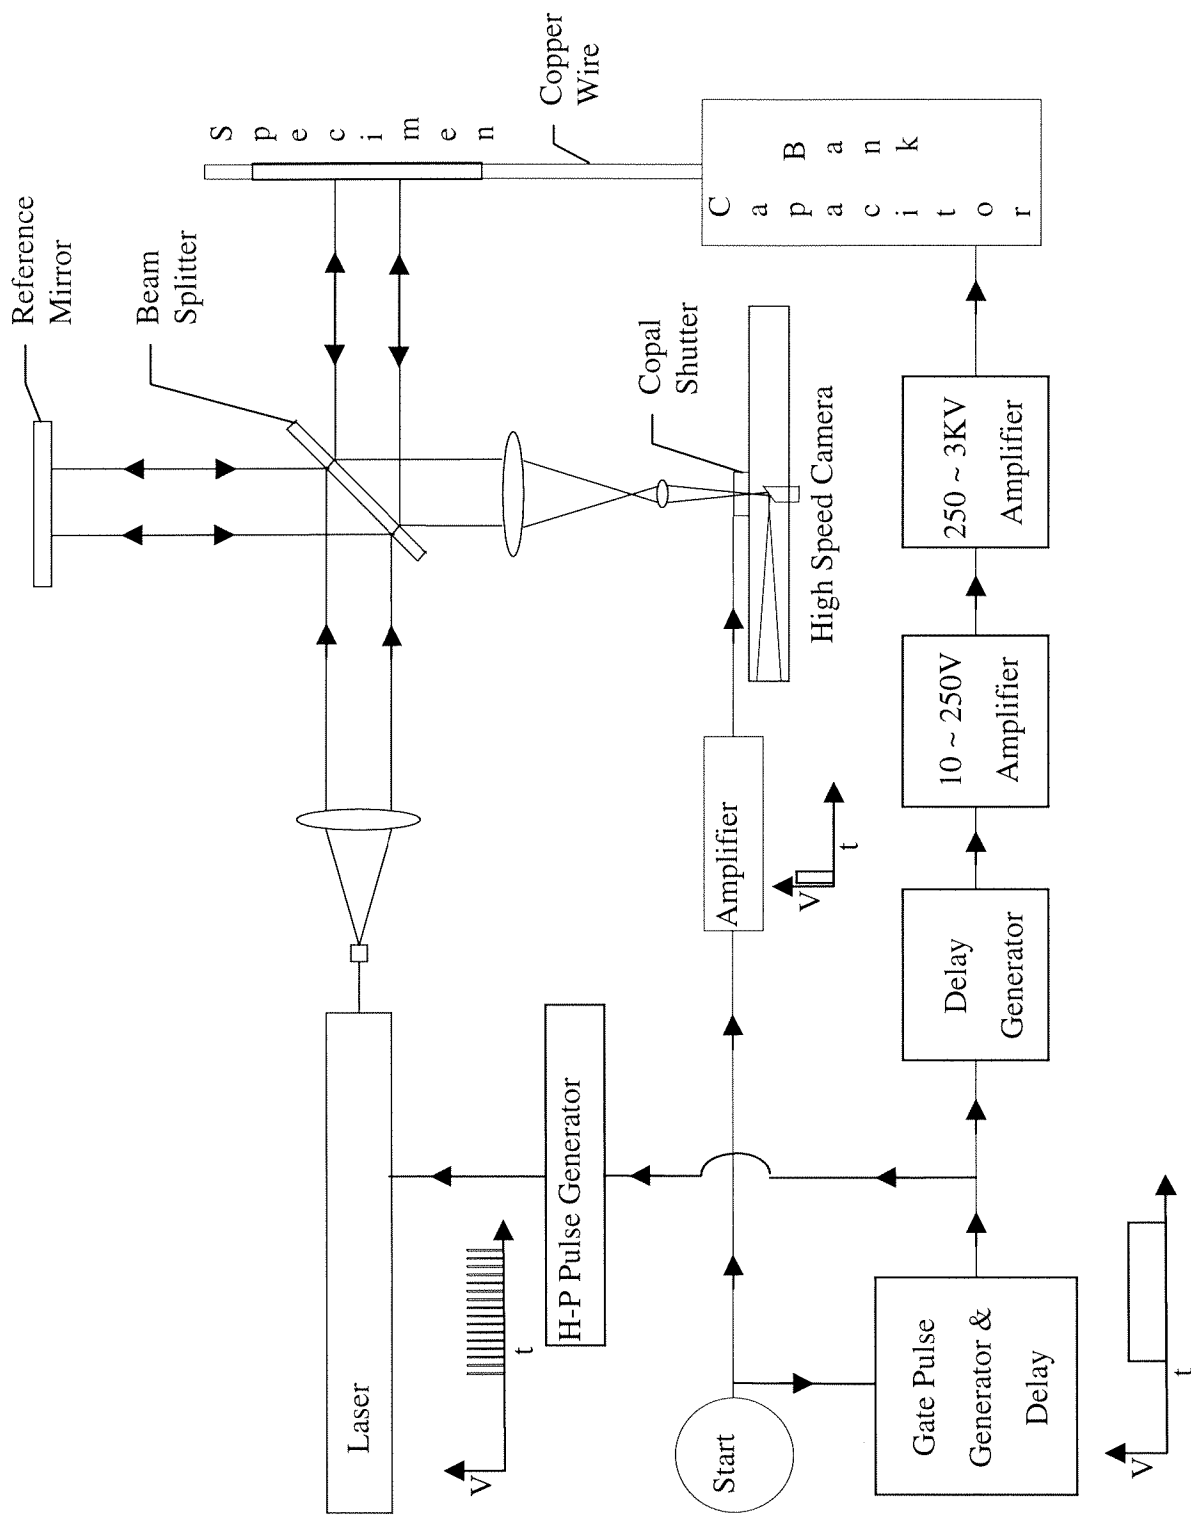 Reference
Mirror
Beam
Splitter
Specimen
Copper
Wire
Laser
V
t
H-P Pulse Generator
Copal
Shutter
High Speed Camera
Capacitor
Bank
Start
Amplifier
V
t
Gate Pulse
Generator &
Delay
V
t
Delay
Generator
10 ~ 250V
Amplifier
250 ~ 3KV
Amplifier